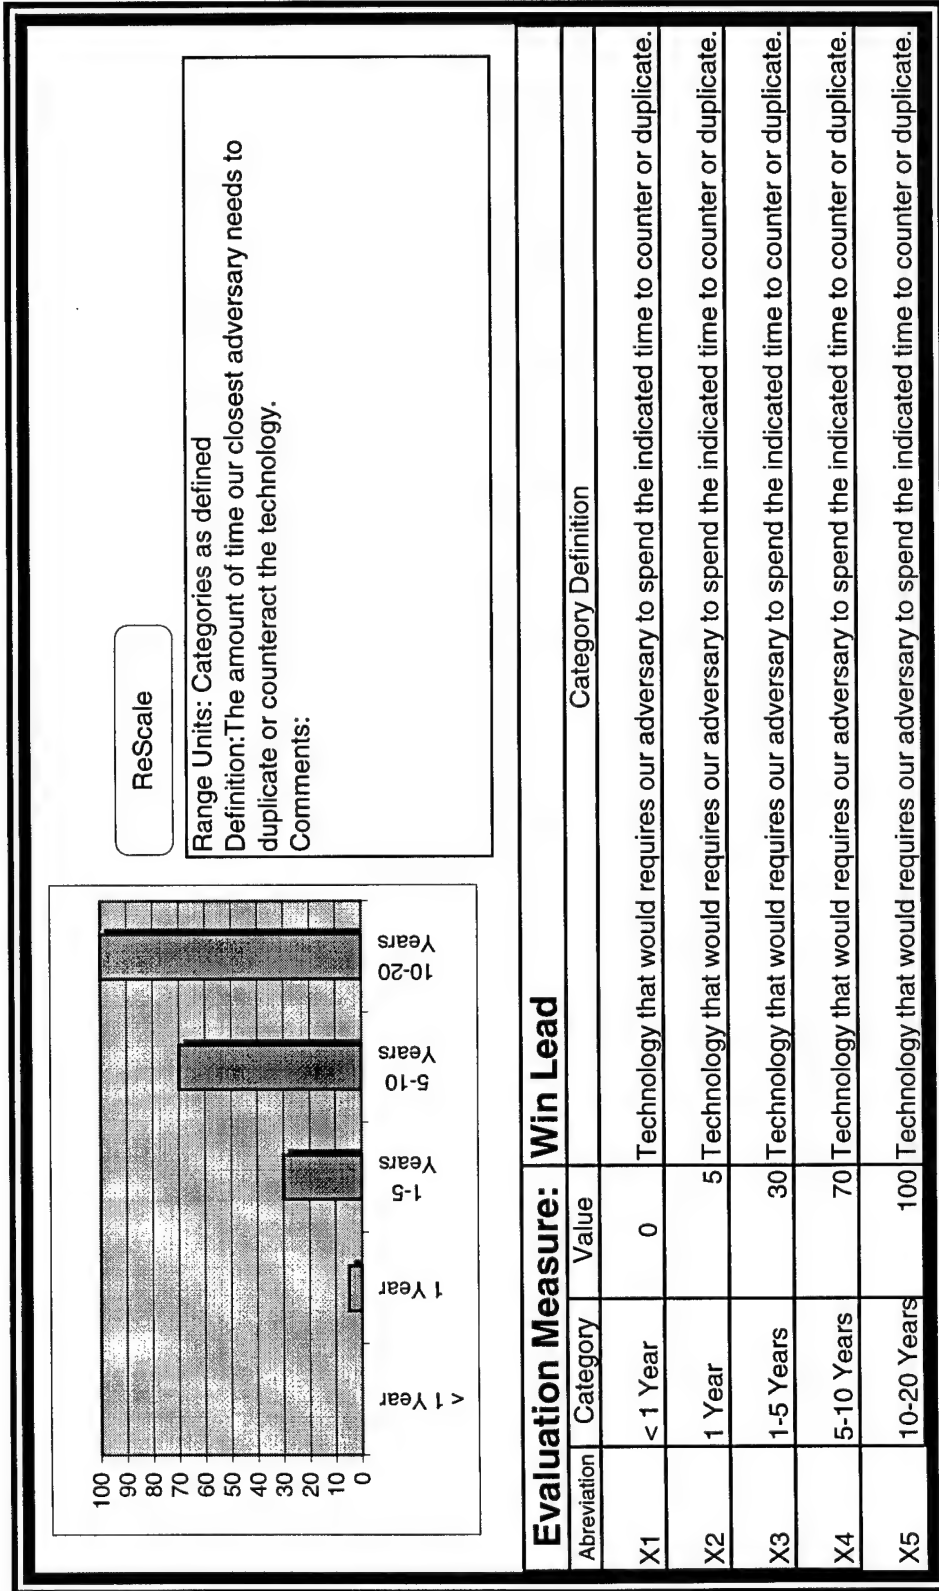 100
90
80
70
60
50
40
30
20
10
0
< 1 Year
1 Year
1-5
Years
5-10
Years
10-20
Years
ReScale
Range Units: Categories as defined
Definition:The amount of time our closest adversary needs to
duplicate or counteract the technology.
Comments:
Evaluation Measure: Win Lead
Abreviation Category Value Category Definition
X1 < 1 Year 0 Technology that would requires our adversary to spend the indicated time to counter or duplicate.
X2 1 Year 5 Technology that would requires our adversary to spend the indicated time to counter or duplicate.
X3 1-5 Years 30 Technology that would requires our adversary to spend the indicated time to counter or duplicate.
X4 5-10 Years 70 Technology that would requires our adversary to spend the indicated time to counter or duplicate.
X5 10-20 Years 100 Technology that would requires our adversary to spend the indicated time to counter or duplicate.